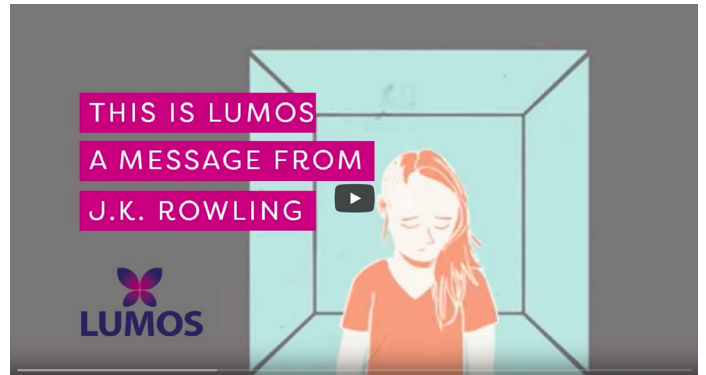 THIS IS LUMOS
A MESSAGE FROM
J.K. ROWLING
LUMOS